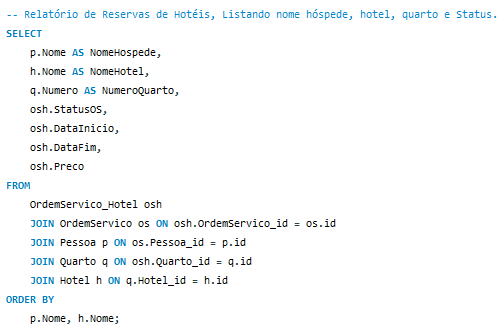 -- Relatório de Reservas de Hotéis, Listando nome hóspede, hotel, quarto e Status.
SELECT
p.Nome AS NomeHospede,
h.Nome AS NomeHotel,
q.Numero AS NumeroQuarto,
osh.StatusOS,
osh.DataInicio,
osh.DataFim,
osh.Preco
FROM
OrdemServico_Hotel osh
JOIN OrdemServico os ON osh.OrdemServico_id = os.id
JOIN Pessoa p ON os.Pessoa_id = p.id
JOIN Quarto q ON osh.Quarto_id = q.id
JOIN Hotel h ON q.Hotel_id = h.id
ORDER BY
p.Nome, h.Nome;